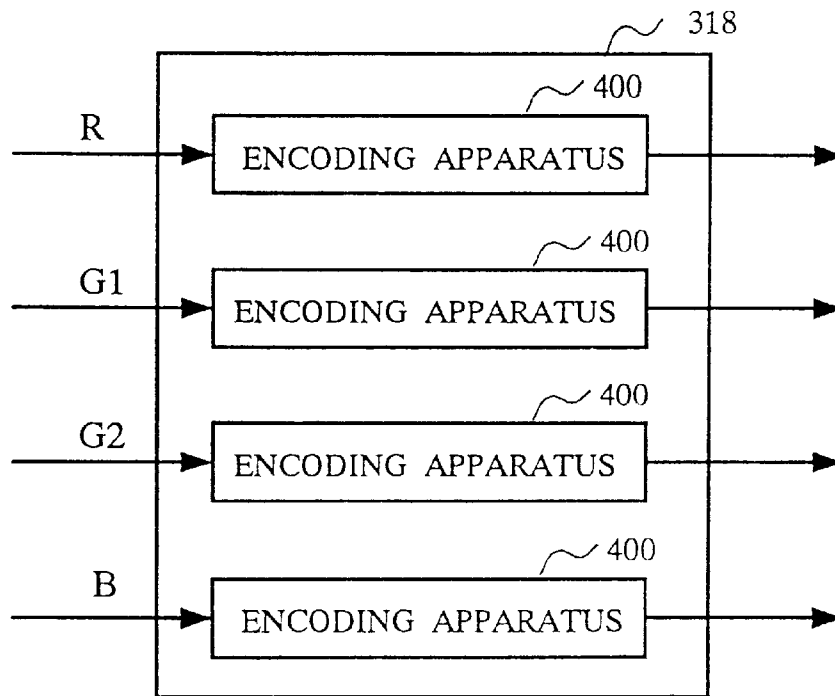 318
400
R
ENCODING APPARATUS
400
G1
ENCODING APPARATUS
400
G2
ENCODING APPARATUS
400
B
ENCODING APPARATUS